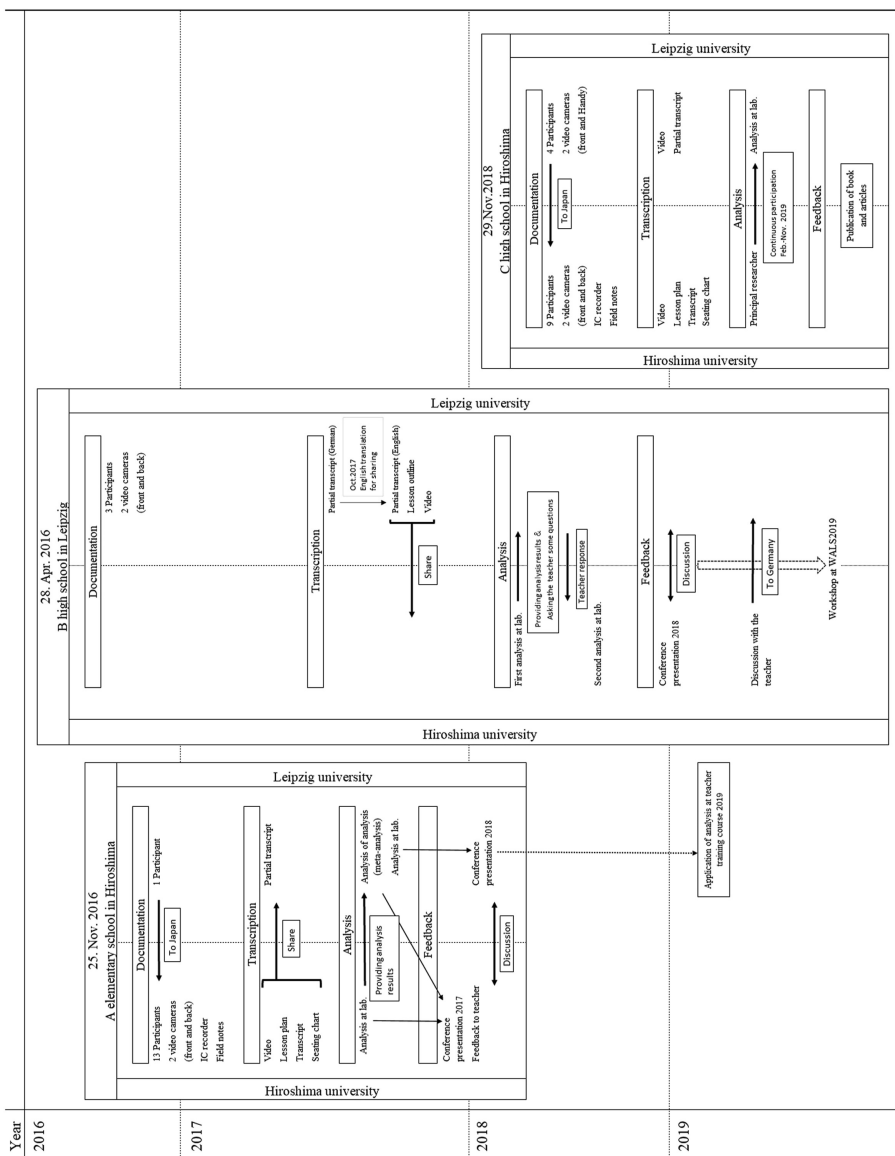 Year
2016
2017
2018
2019
25. Nov. 2016
A elementary school in Hiroshima
Hiroshima university
Leipzig university
Documentation
13 Participants
2 video cameras
(front and back)
IC recorder
Field notes
To Japan
1 Participant
Transcription
Video
Lesson plan
Transcript
Seating chart
Share
Partial transcript
Analysis
Analysis at lab.
Providing analysis
results
Analysis of analysis
(meta-analysis)
Analysis at lab.
Feedback
Conference
presentation 2017
Feedback to teacher
Discussion
Conference
presentation 2018
Application of analysis at teacher
training course 2019
28. Apr. 2016
B high school in Leipzig
Hiroshima university
Leipzig university
Documentation
3 Participants
2 video cameras
(front and back)
Transcription
Partial transcript (German)
Oct.2017
English translation
for sharing
Partial transcript (English)
Lesson outline
Video
Share
Analysis
First analysis at lab.
Providing analysis results &
Asking the teacher some questions
Teacher response
Second analysis at lab.
Feedback
Conference
presentation 2018
Discussion
Discussion with the
teacher
To Germany
Workshop at WALS2019
29.Nov.2018
C high school in Hiroshima
Hiroshima university
Leipzig university
Documentation
9 Participants
2 video cameras
(front and back)
IC recorder
Field notes
To Japan
4 Participants
2 video cameras
(front and Handy)
Transcription
Video
Lesson plan
Transcript
Seating chart
Video
Partial transcript
Analysis
Principal researcher
Analysis at lab.
Continuous participation
Feb.-Nov. 2019
Feedback
Publication of book
and articles